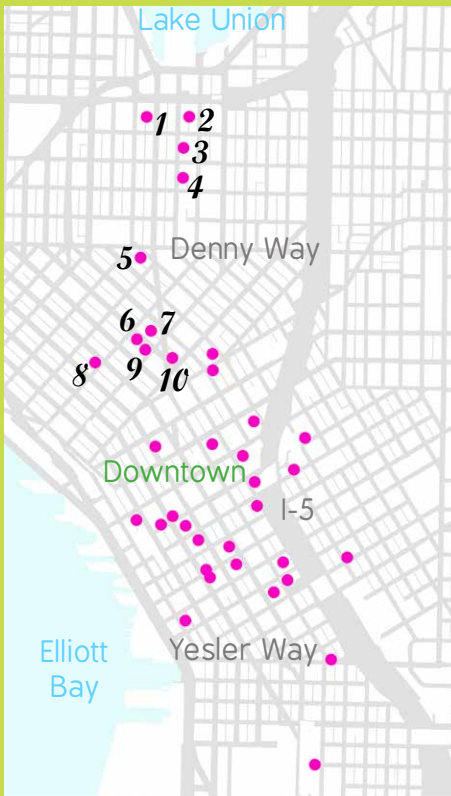 Lake Union
1
2
3
4
Denny Way
5
6
7
8
9
10
Downtown
I-5
Elliott
Bay
Yesler Way